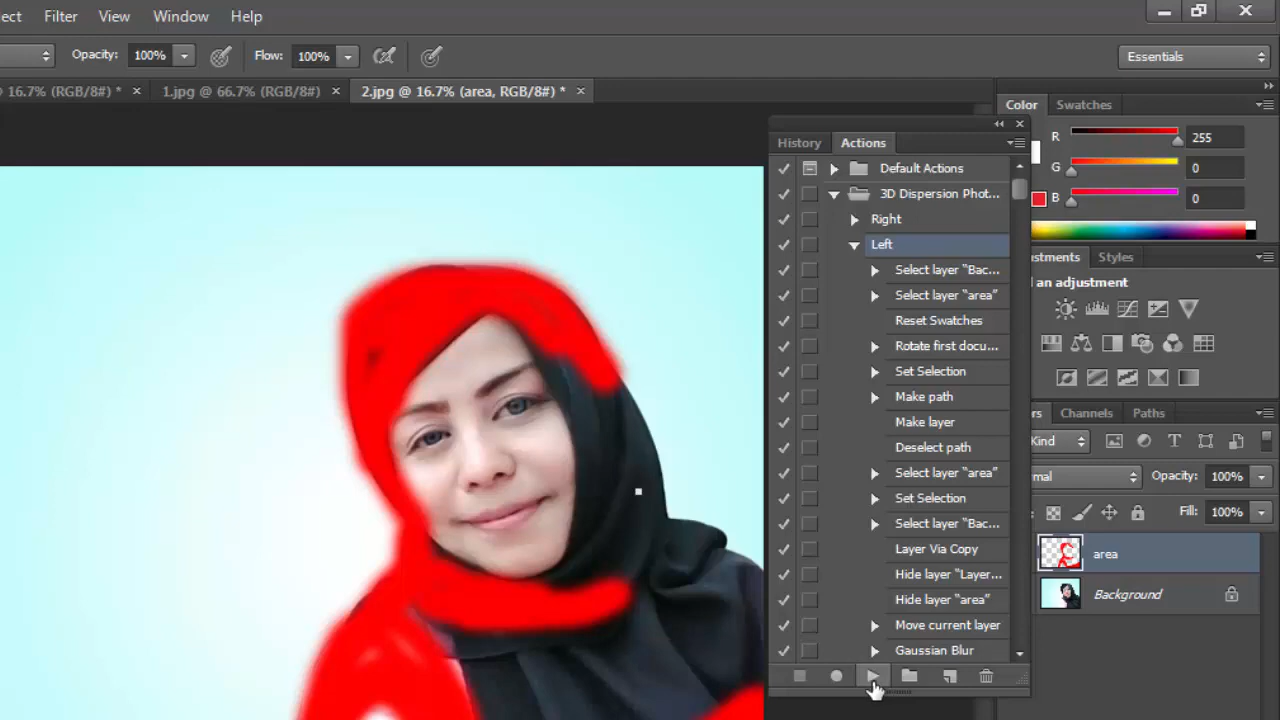 ect Filter View Window Help
Opacity: 100% Flow: 100% Essentials
@ 16.7% (RGB/8#) * × 1.jpg @ 66.7% (RGB/8#) × 2.jpg @ 16.7% (area, RGB/8#) * ×
Color Swatches
R 255
G 0
B 0
History Actions
Default Actions
3D Dispersion Phot...
Right
Left
Select layer “Bac...
Select layer “area”
Reset Swatches
Rotate first docu...
Set Selection
Make path
Make layer
Deselect path
Select layer “area”
Set Selection
Select layer “Bac...
Layer Via Copy
Hide layer “Layer...
Hide layer “area”
Move current layer
Gaussian Blur
ustments Styles
an adjustment
rs Channels Paths
Kind
mal Opacity: 100%
Fill: 100%
area
Background